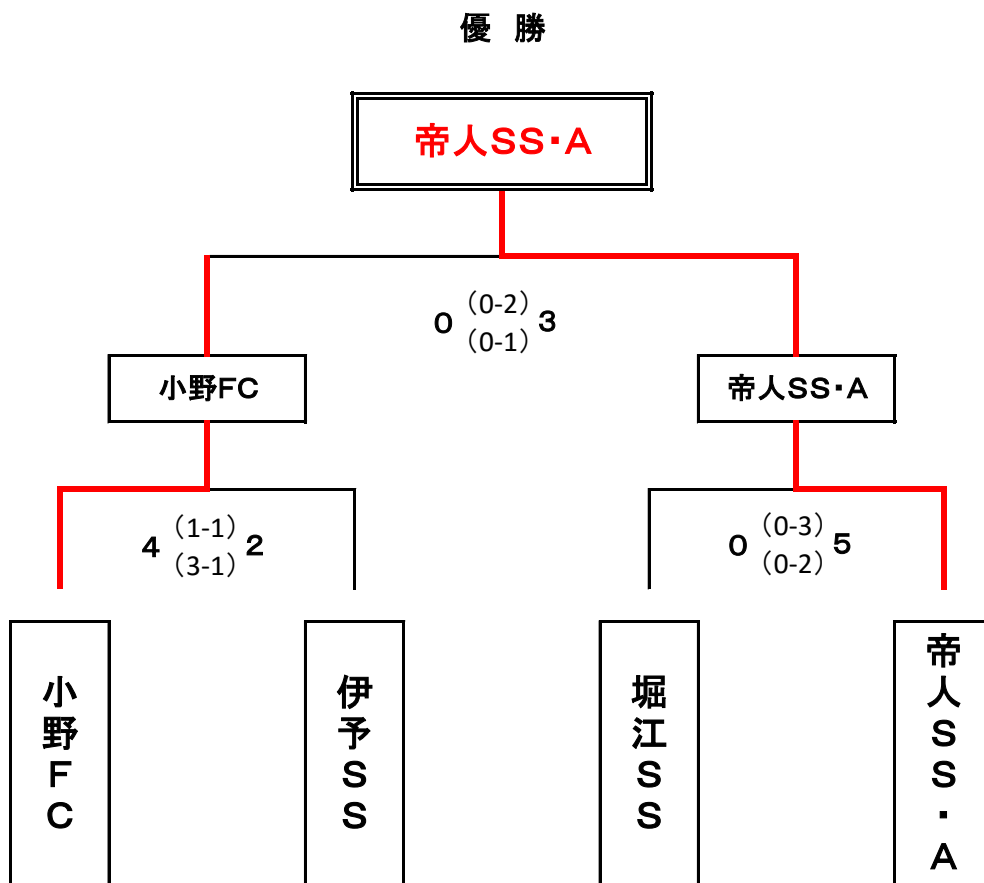 優 勝
帝人SS・A
0 (0-2) 3
(0-1)
小野FC
帝人SS・A
4 (1-1) 2
(3-1)
0 (0-3) 5
(0-2)
小野FC
伊予SS
堀江SS
帝人SS・A